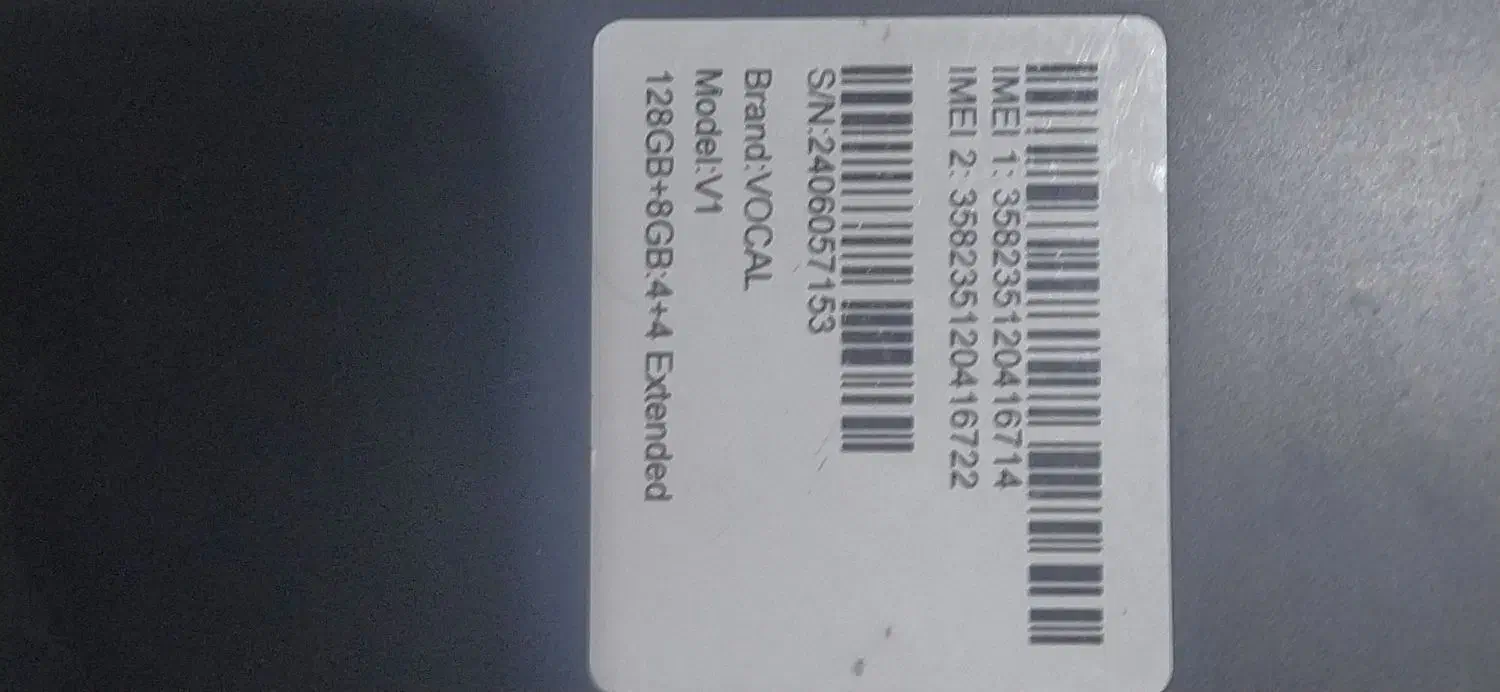 IMEI 1: 358235120416714
IMEI 2: 358235120416722
S/N:2406057153
Brand:VOCAL
Model:V1
128GB+8GB:4+4 Extended